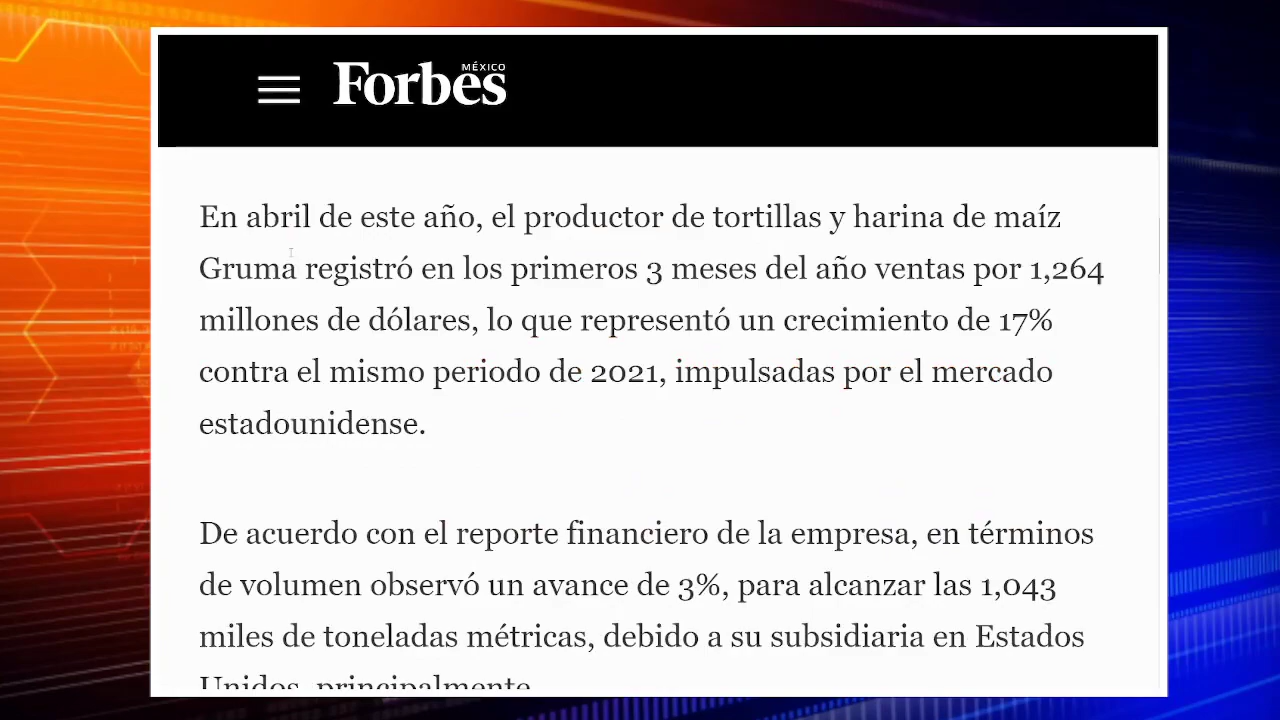 Forbes
MÉXICO
En abril de este año, el productor de tortillas y harina de maíz
Gruma registró en los primeros 3 meses del año ventas por 1,264
millones de dólares, lo que representó un crecimiento de 17%
contra el mismo periodo de 2021, impulsadas por el mercado
estadounidense.
De acuerdo con el reporte financiero de la empresa, en términos
de volumen observó un avance de 3%, para alcanzar las 1,043
miles de toneladas métricas, debido a su subsidiaria en Estados
Unidos, principalmente